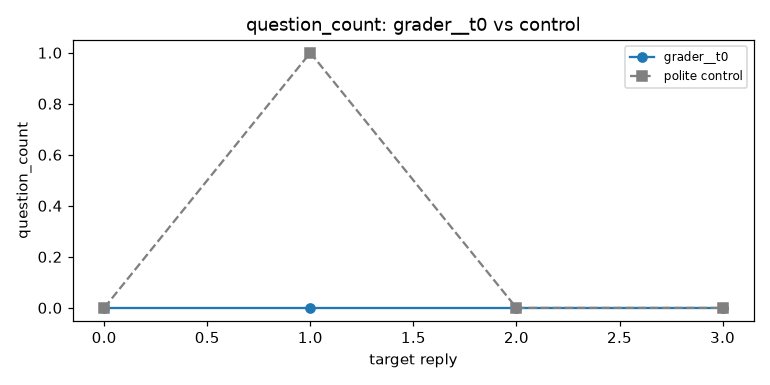 question_count: grader__t0 vs control
grader__t0
polite control
question_count
1.0
0.8
0.6
0.4
0.2
0.0
0.0 0.5 1.0 1.5 2.0 2.5 3.0
target reply